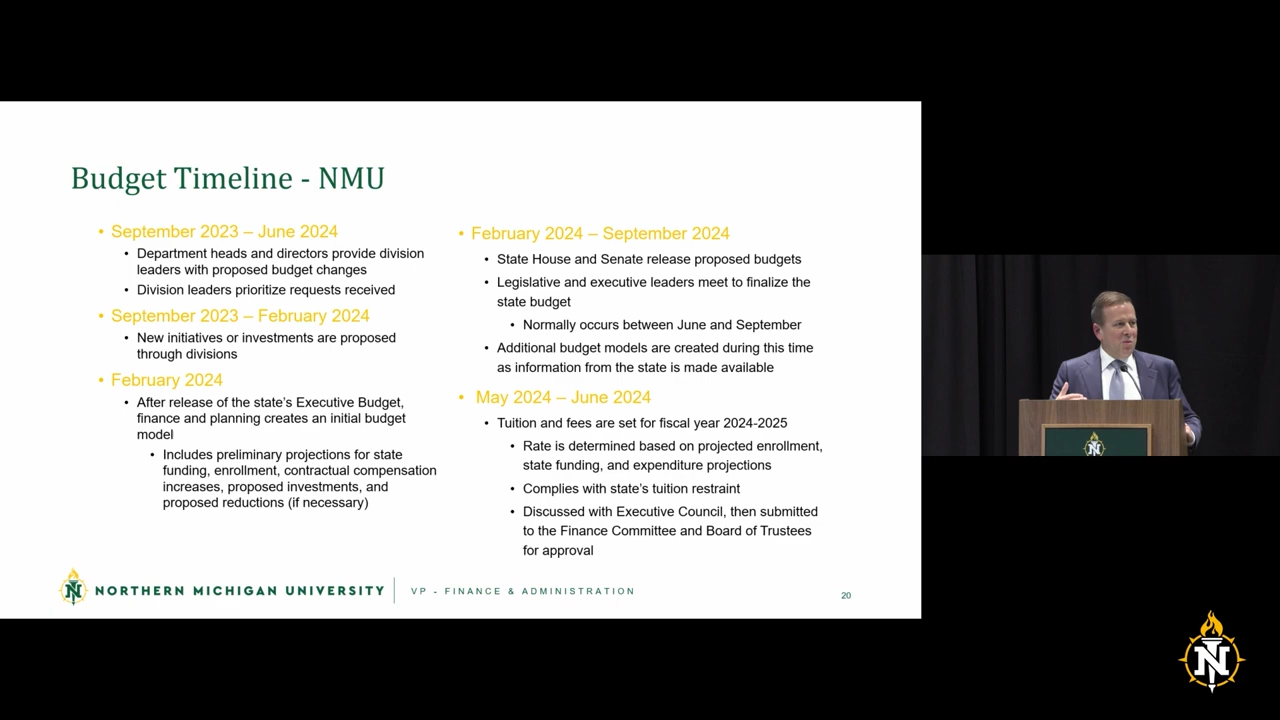 Budget Timeline - NMU
• September 2023 – June 2024
• Department heads and directors provide division
leaders with proposed budget changes
• Division leaders prioritize requests received
• September 2023 – February 2024
• New initiatives or investments are proposed
through divisions
• February 2024
• After release of the state's Executive Budget,
finance and planning creates an initial budget
model
• Includes preliminary projections for state
funding, enrollment, contractual compensation
increases, proposed investments, and
proposed reductions (if necessary)
• February 2024 – September 2024
• State House and Senate release proposed budgets
• Legislative and executive leaders meet to finalize the
state budget
• Normally occurs between June and September
• Additional budget models are created during this time
as information from the state is made available
• May 2024 – June 2024
• Tuition and fees are set for fiscal year 2024-2025
• Rate is determined based on projected enrollment,
state funding, and expenditure projections
• Complies with state's tuition restraint
• Discussed with Executive Council, then submitted
to the Finance Committee and Board of Trustees
for approval
N NORTHERN MICHIGAN UNIVERSITY
VP - FINANCE & ADMINISTRATION
20
N
N